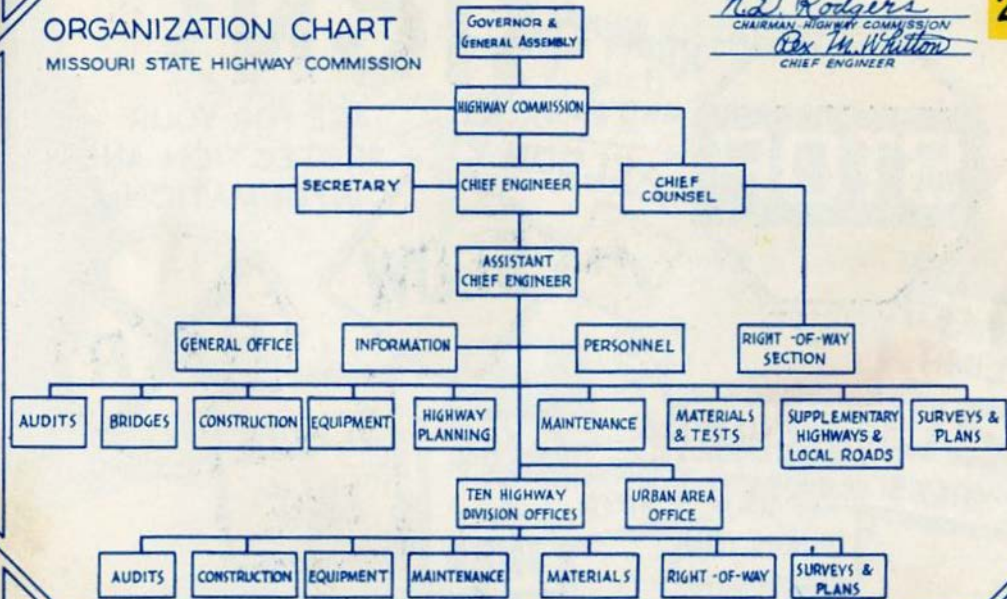 ORGANIZATION CHART
MISSOURI STATE HIGHWAY COMMISSION
N.D. Rodgers
CHAIRMAN HIGHWAY COMMISSION
Rex M. Whitton
CHIEF ENGINEER
GOVERNOR &
GENERAL ASSEMBLY
HIGHWAY COMMISSION
SECRETARY
CHIEF ENGINEER
CHIEF
COUNSEL
ASSISTANT
CHIEF ENGINEER
GENERAL OFFICE
INFORMATION
PERSONNEL
RIGHT-OF-WAY
SECTION
AUDITS
BRIDGES
CONSTRUCTION
EQUIPMENT
HIGHWAY
PLANNING
MAINTENANCE
MATERIALS
& TESTS
SUPPLEMENTARY
HIGHWAYS &
LOCAL ROADS
SURVEYS &
PLANS
TEN HIGHWAY
DIVISION OFFICES
URBAN AREA
OFFICE
AUDITS
CONSTRUCTION
EQUIPMENT
MAINTENANCE
MATERIALS
RIGHT-OF-WAY
SURVEYS &
PLANS